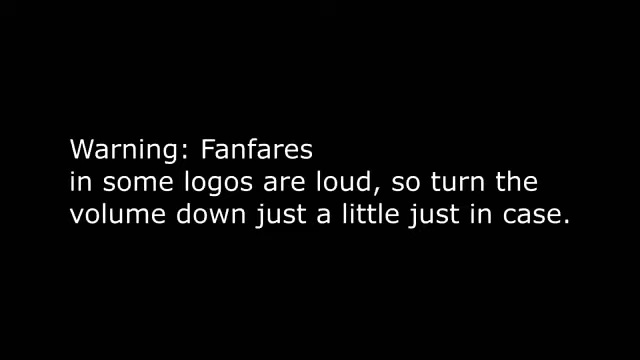 Warning: Fanfares
in some logos are loud, so turn the
volume down just a little just in case.